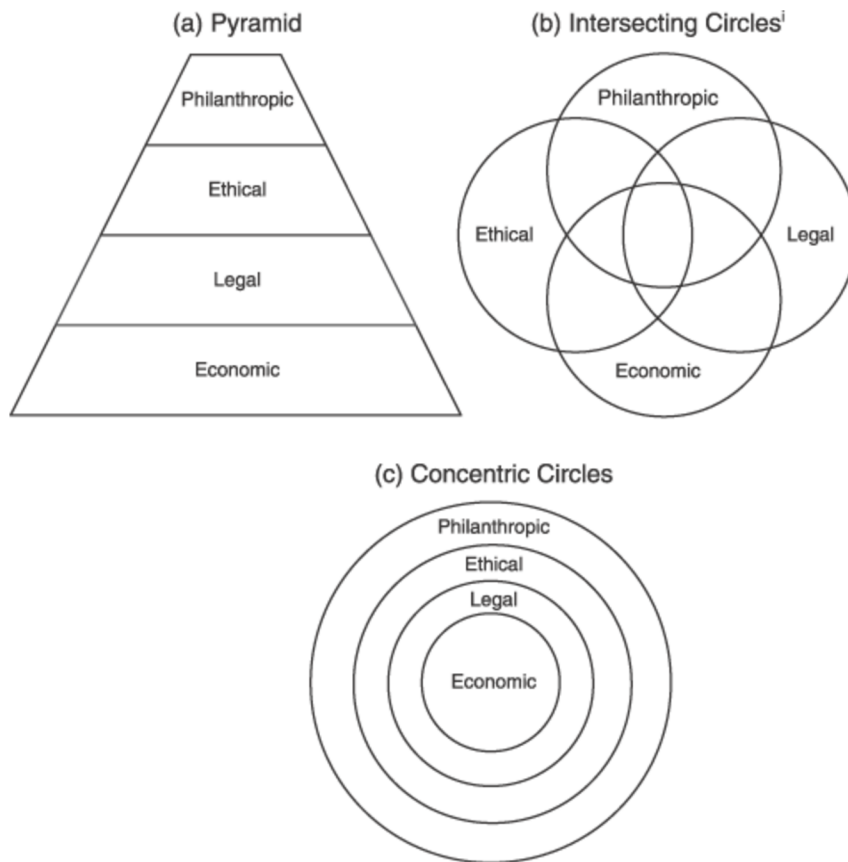 (a) Pyramid
Philanthropic
Ethical
Legal
Economic
(b) Intersecting Circlesⁱ
Philanthropic
Ethical
Legal
Economic
(c) Concentric Circles
Philanthropic
Ethical
Legal
Economic